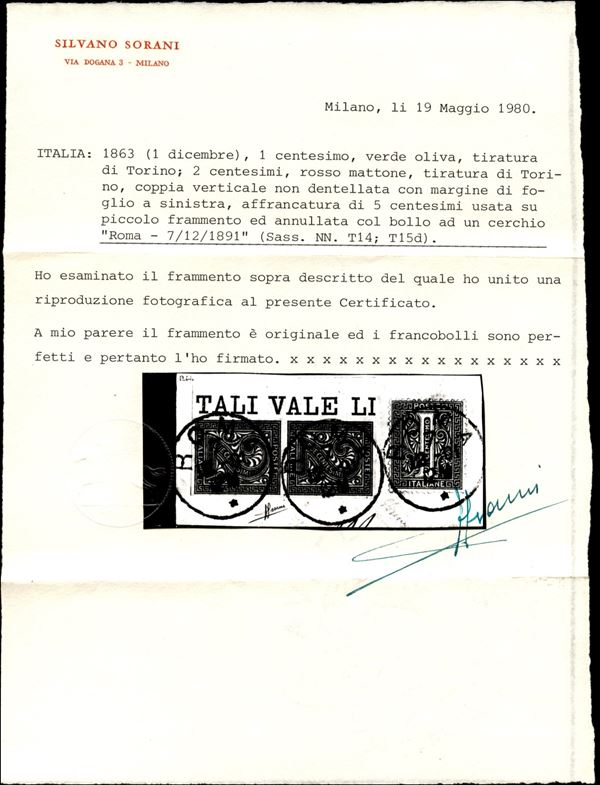 SILVANO SORANI
VIA DOGANA 3 - MILANO
Milano, li 19 Maggio 1980.
ITALIA: 1863 (1 dicembre), 1 centesimo, verde oliva, tiratura
di Torino; 2 centesimi, rosso mattone, tiratura di Tori-
no, coppia verticale non dentellata con margine di fo-
glio a sinistra, affrancatura di 5 centesimi usata su
piccolo frammento ed annullata col bollo ad un cerchio
"Roma - 7/12/1891" (Sass. NN. T14; T15d).
Ho esaminato il frammento sopra descritto del quale ho unito una
riproduzione fotografica al presente Certificato.
A mio parere il frammento è originale ed i francobolli sono per-
fetti e pertanto l'ho firmato. x x x x x x x x x x x x x x x x x
TALI VALE LI
POSTE
ITALIANE